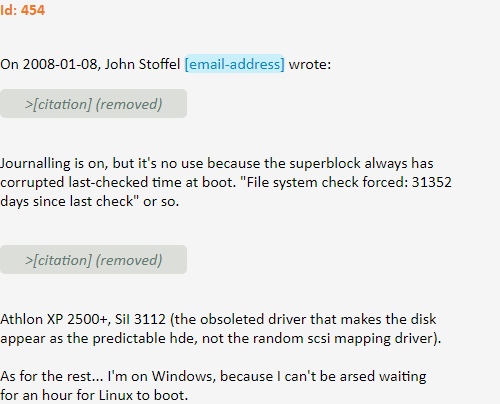 Id: 454
On 2008-01-08, John Stoffel [email-address] wrote:
>[citation] (removed)
Journalling is on, but it's no use because the superblock always has
corrupted last-checked time at boot. "File system check forced: 31352
days since last check" or so.
>[citation] (removed)
Athlon XP 2500+, SiI 3112 (the obsoleted driver that makes the disk
appear as the predictable hde, not the random scsi mapping driver).
As for the rest... I'm on Windows, because I can't be arsed waiting
for an hour for Linux to boot.